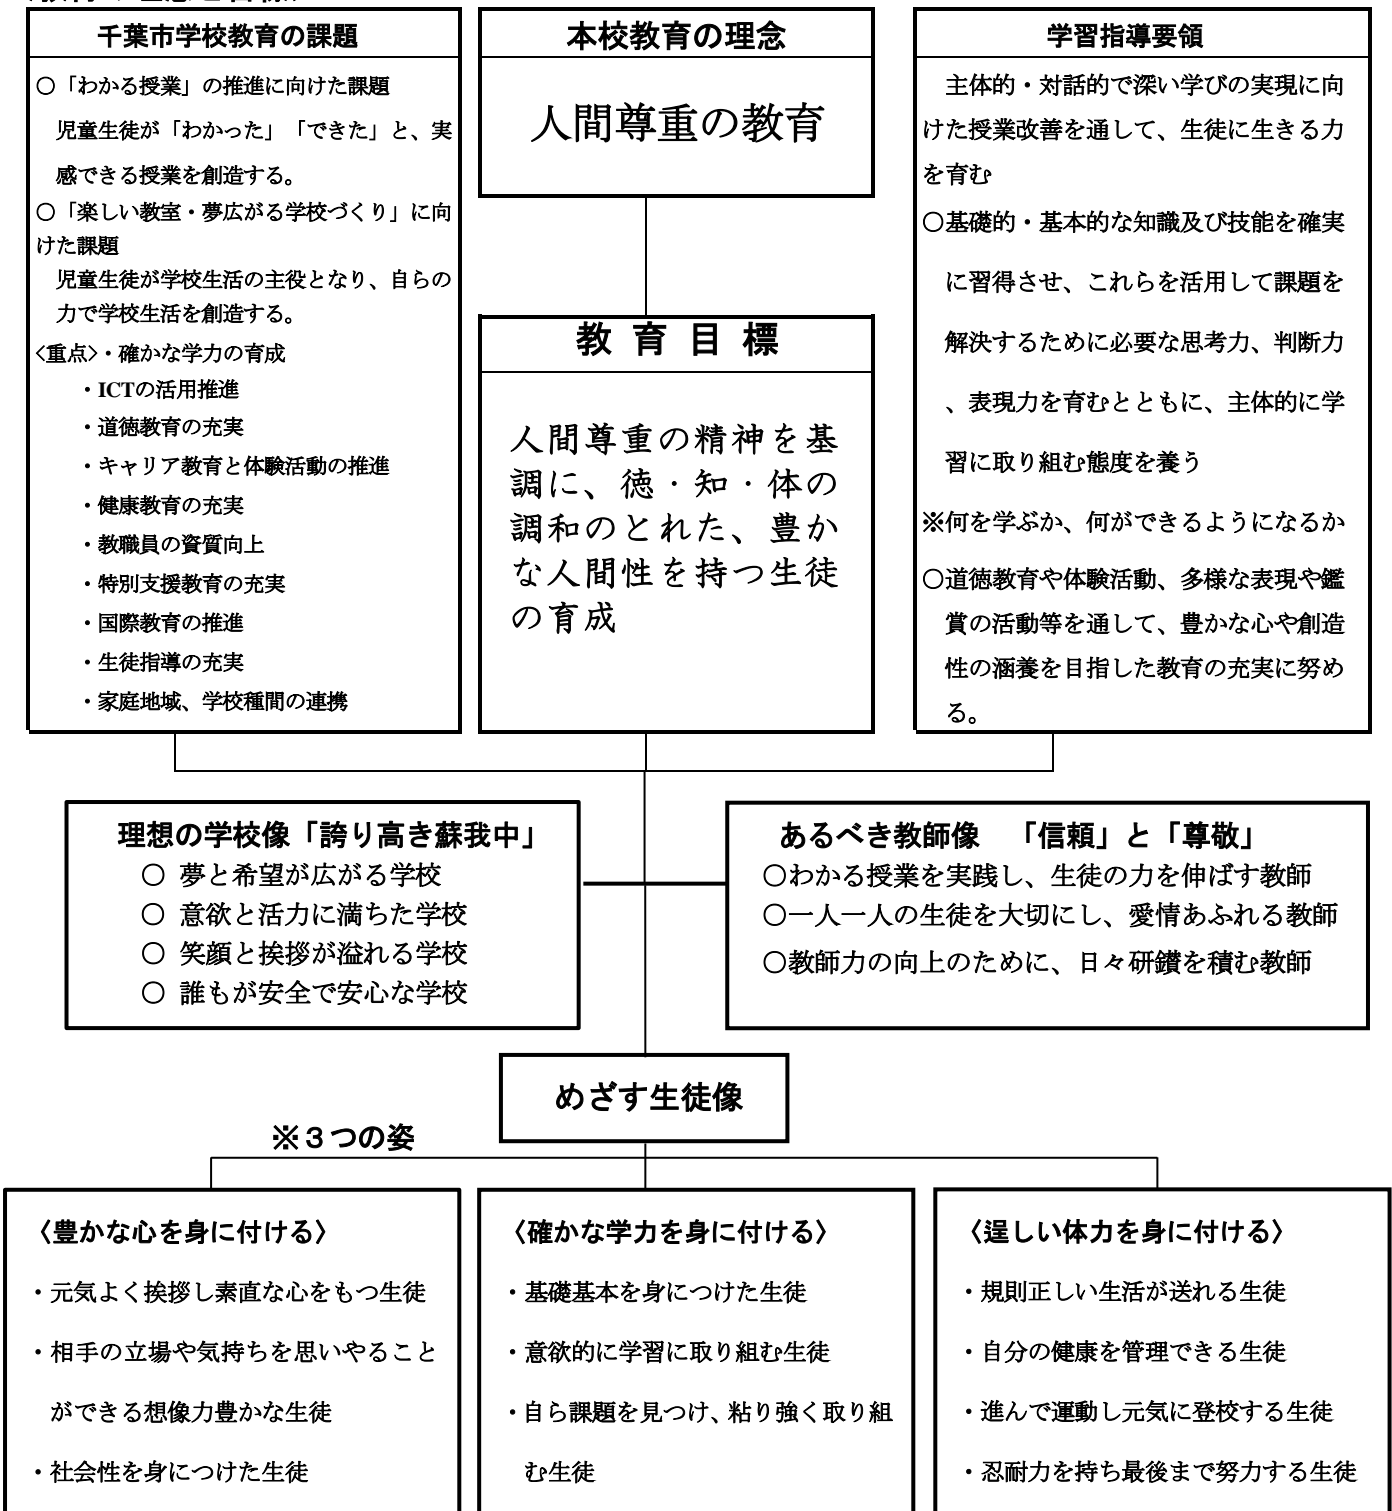 千葉市学校教育の課題
○「わかる授業」の推進に向けた課題
児童生徒が「わかった」「できた」と、実
感できる授業を創造する。
○「楽しい教室・夢広がる学校づくり」に向
けた課題
児童生徒が学校生活の主役となり、自らの
力で学校生活を創造する。
<重点>・確かな学力の育成
・ICTの活用推進
・道徳教育の充実
・キャリア教育と体験活動の推進
・健康教育の充実
・教職員の資質向上
・特別支援教育の充実
・国際教育の推進
・生徒指導の充実
・家庭地域、学校種間の連携
本校教育の理念
人間尊重の教育
教育目標
人間尊重の精神を基
調に、徳・知・体の
調和のとれた、豊か
な人間性を持つ生徒
の育成
学習指導要領
主体的・対話的で深い学びの実現に向
けた授業改善を通して、生徒に生きる力
を育む
○基礎的・基本的な知識及び技能を確実
に習得させ、これらを活用して課題を
解決するために必要な思考力、判断力
、表現力を育むとともに、主体的に学
習に取り組む態度を養う
※何を学ぶか、何ができるようになるか
○道徳教育や体験活動、多様な表現や鑑
賞の活動等を通して、豊かな心や創造
性の涵養を目指した教育の充実に努め
る。
理想の学校像「誇り高き蘇我中」
○ 夢と希望が広がる学校
○ 意欲と活力に満ちた学校
○ 笑顔と挨拶が溢れる学校
○ 誰もが安全で安心な学校
あるべき教師像 「信頼」と「尊敬」
○わかる授業を実践し、生徒の力を伸ばす教師
○一人一人の生徒を大切にし、愛情あふれる教師
○教師力の向上のために、日々研鑽を積む教師
めざす生徒像
※３つの姿
〈豊かな心を身に付ける〉
・元気よく挨拶し素直な心をもつ生徒
・相手の立場や気持ちを思いやること
ができる想像力豊かな生徒
・社会性を身につけた生徒
〈確かな学力を身に付ける〉
・基礎基本を身につけた生徒
・意欲的に学習に取り組む生徒
・自ら課題を見つけ、粘り強く取り組
む生徒
〈逞しい体力を身に付ける〉
・規則正しい生活が送れる生徒
・自分の健康を管理できる生徒
・進んで運動し元気に登校する生徒
・忍耐力を持ち最後まで努力する生徒